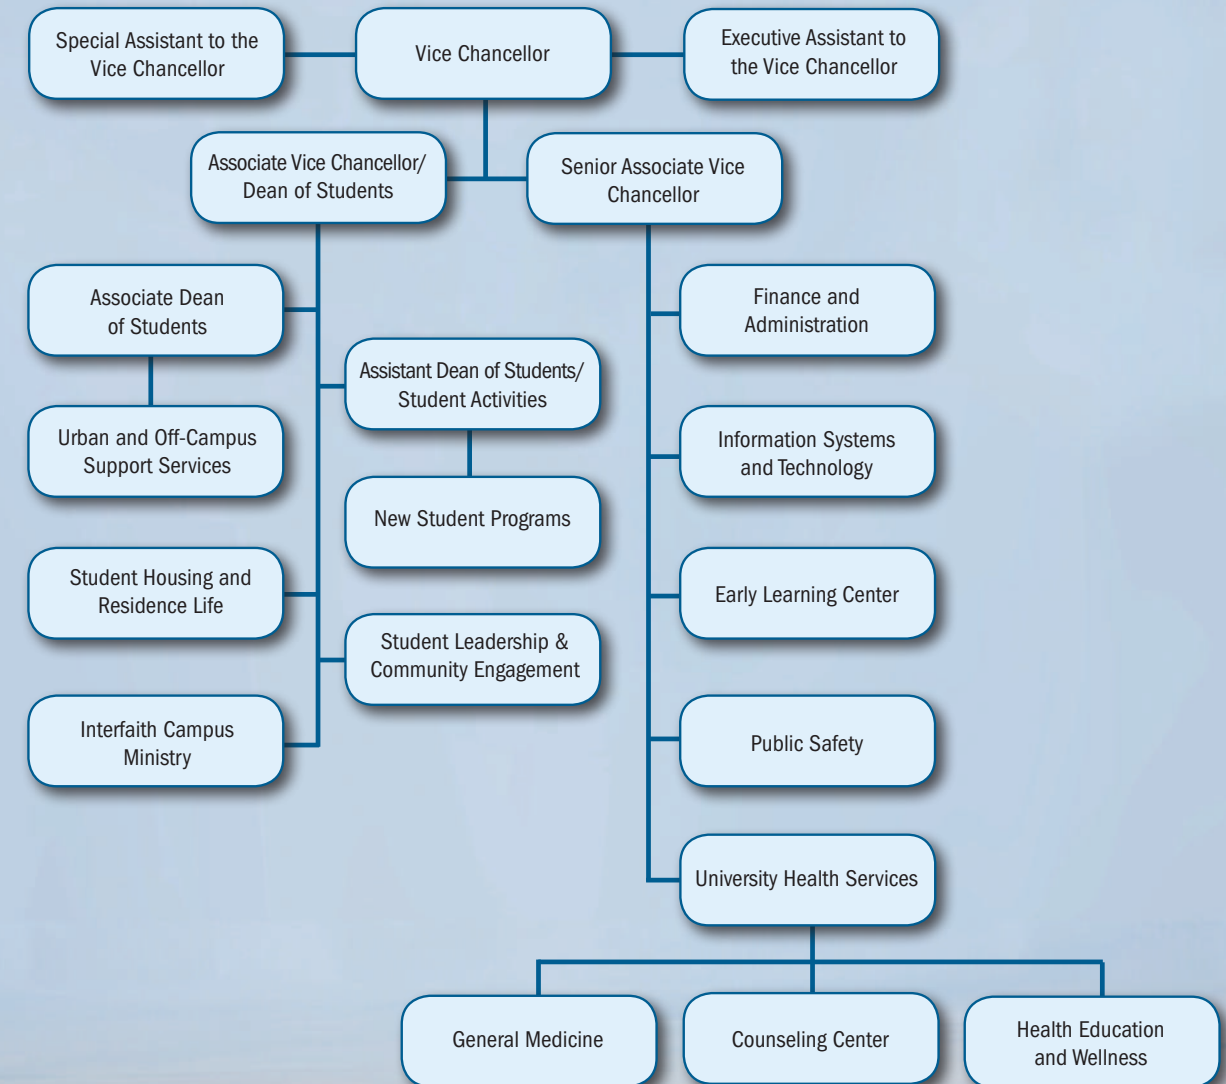 Special Assistant to the
Vice Chancellor
Vice Chancellor
Executive Assistant to
the Vice Chancellor
Associate Vice Chancellor/
Dean of Students
Senior Associate Vice
Chancellor
Associate Dean
of Students
Finance and
Administration
Assistant Dean of Students/
Student Activities
Urban and Off-Campus
Support Services
Information Systems
and Technology
New Student Programs
Student Housing and
Residence Life
Early Learning Center
Student Leadership &
Community Engagement
Interfaith Campus
Ministry
Public Safety
University Health Services
General Medicine
Counseling Center
Health Education
and Wellness